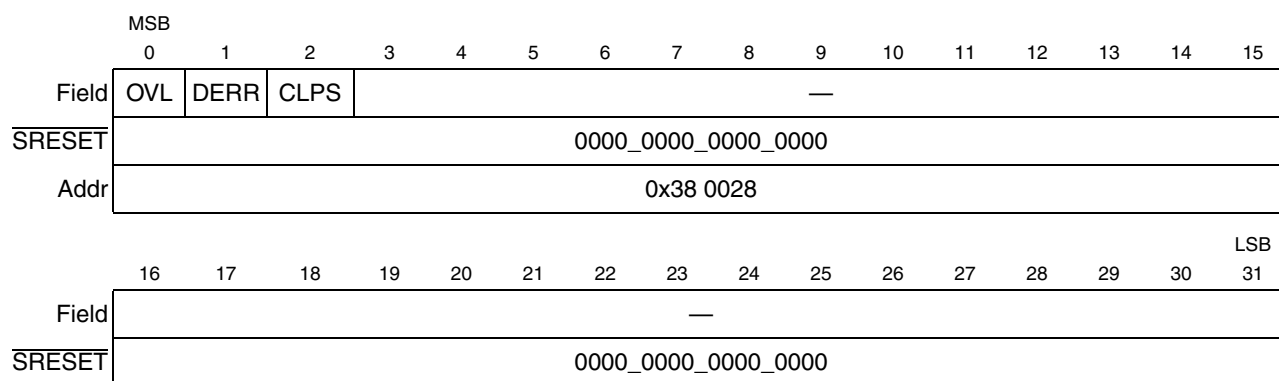 MSB
0 1 2 3 4 5 6 7 8 9 10 11 12 13 14 15
Field OVL DERR CLPS —
SRESET 0000_0000_0000_0000
Addr 0x38 0028
LSB
16 17 18 19 20 21 22 23 24 25 26 27 28 29 30 31
Field —
SRESET 0000_0000_0000_0000